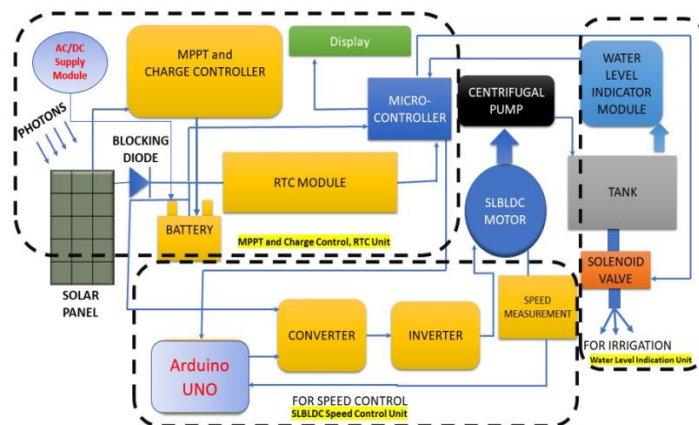 AC/DC
Supply
Module
MPPT and
CHARGE CONTROLLER
Display
MICRO-
CONTROLLER
CENTRIFUGAL
PUMP
WATER
LEVEL
INDICATOR
MODULE
PHOTONS
BLOCKING
DIODE
RTC MODULE
SLBLDC
MOTOR
TANK
BATTERY
MPPT and Charge Control, RTC Unit
SOLAR
PANEL
SOLENOID
VALVE
CONVERTER
INVERTER
SPEED
MEASUREMENT
Arduino
UNO
FOR IRRIGATION
Water Level Indication Unit
FOR SPEED CONTROL
SLBLDC Speed Control Unit